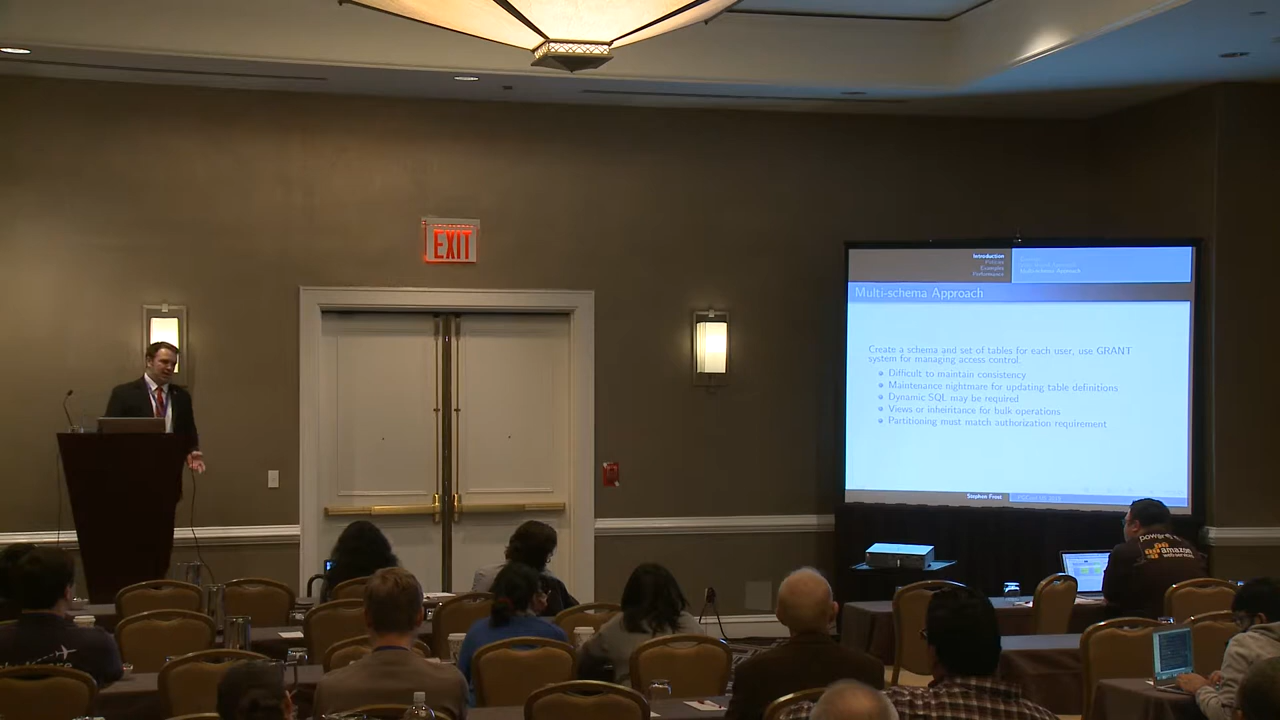 EXIT
Introduction
Policies
Examples
Performance
Multi-schema Approach
Multi-schema Approach
Create a schema and set of tables for each user, use GRANT
system for managing access control.
Difficult to maintain consistency
Maintenance nightmare for updating table definitions
Dynamic SQL may be required
Views or inheiritance for bulk operations
Partitioning must match authorization requirement
Stephen Frost
powered
amazon